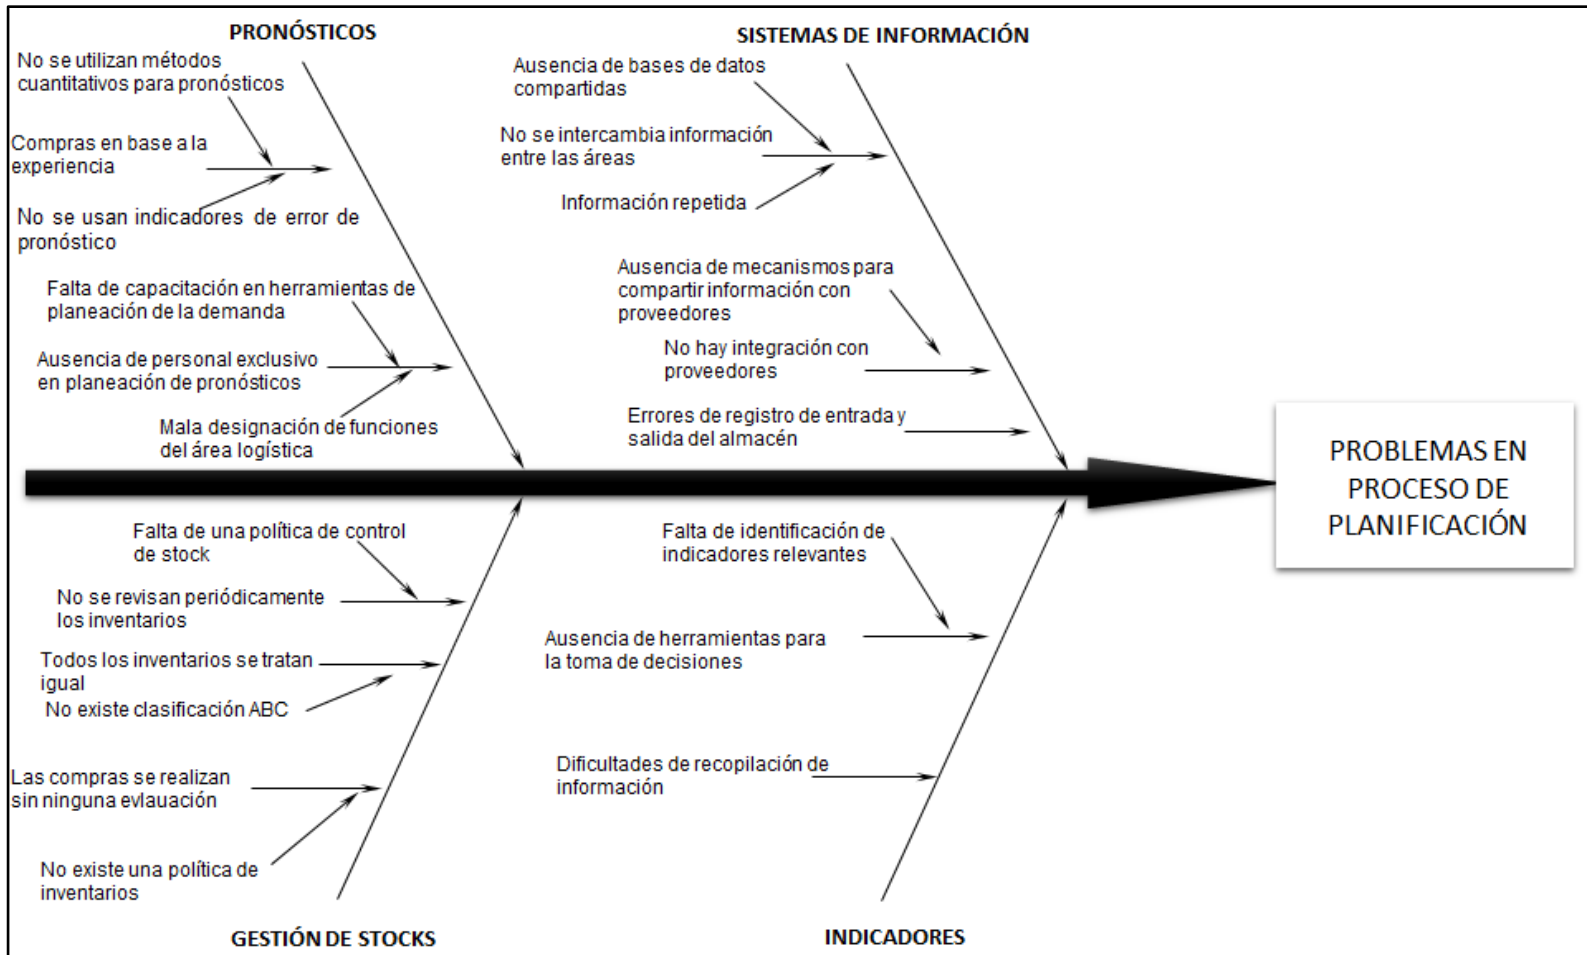 PRONÓSTICOS
No se utilizan métodos
cuantitativos para pronósticos
Compras en base a la
experiencia
No se usan indicadores de error de
pronóstico
Falta de capacitación en herramientas de
planeación de la demanda
Ausencia de personal exclusivo
en planeación de pronósticos
Mala designación de funciones
del área logística
SISTEMAS DE INFORMACIÓN
Ausencia de bases de datos
compartidas
No se intercambia información
entre las áreas
Información repetida
Ausencia de mecanismos para
compartir información con
proveedores
No hay integración con
proveedores
Errores de registro de entrada y
salida del almacén
PROBLEMAS EN
PROCESO DE
PLANIFICACIÓN
Falta de una política de control
de stock
No se revisan periódicamente
los inventarios
Todos los inventarios se tratan
igual
No existe clasificación ABC
Las compras se realizan
sin ninguna evlauación
No existe una política de
inventarios
GESTIÓN DE STOCKS
Falta de identificación de
indicadores relevantes
Ausencia de herramientas para
la toma de decisiones
Dificultades de recopilación de
información
INDICADORES